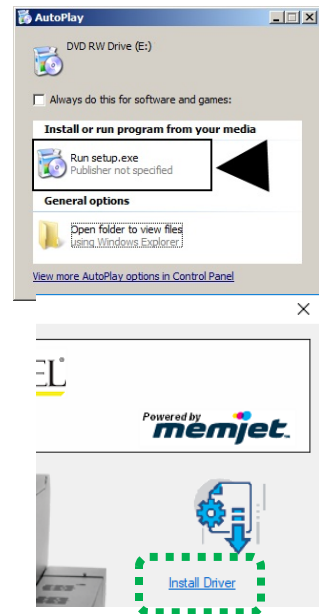 AutoPlay
DVD RW Drive (E:)
Always do this for software and games:
Install or run program from your media
Run setup.exe
Publisher not specified
General options
Open folder to view files
using Windows Explorer
View more AutoPlay options in Control Panel
EL
Powered by
memjet.
Install Driver